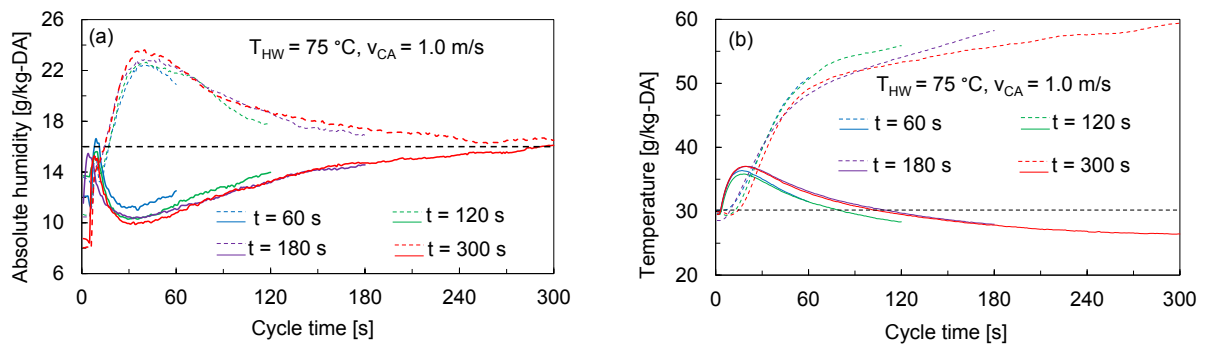 (a)
T_HW = 75 °C, v_CA = 1.0 m/s
Absolute humidity [g/kg-DA]
26
22
18
14
10
6
t = 60 s
t = 120 s
t = 180 s
t = 300 s
0
60
120
180
240
300
Cycle time [s]
(b)
T_HW = 75 °C, v_CA = 1.0 m/s
Temperature [g/kg-DA]
60
50
40
30
20
t = 60 s
t = 120 s
t = 180 s
t = 300 s
0
60
120
180
240
300
Cycle time [s]